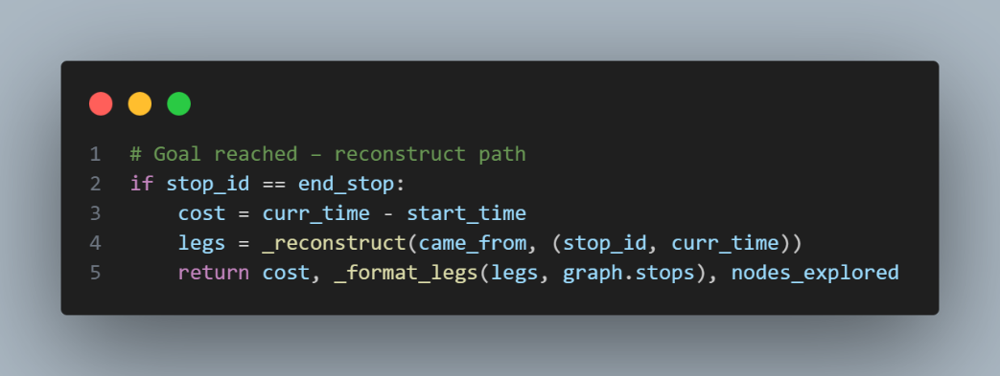 1 # Goal reached – reconstruct path
2 if stop_id == end_stop:
3     cost = curr_time - start_time
4     legs = _reconstruct(came_from, (stop_id, curr_time))
5     return cost, _format_legs(legs, graph.stops), nodes_explored